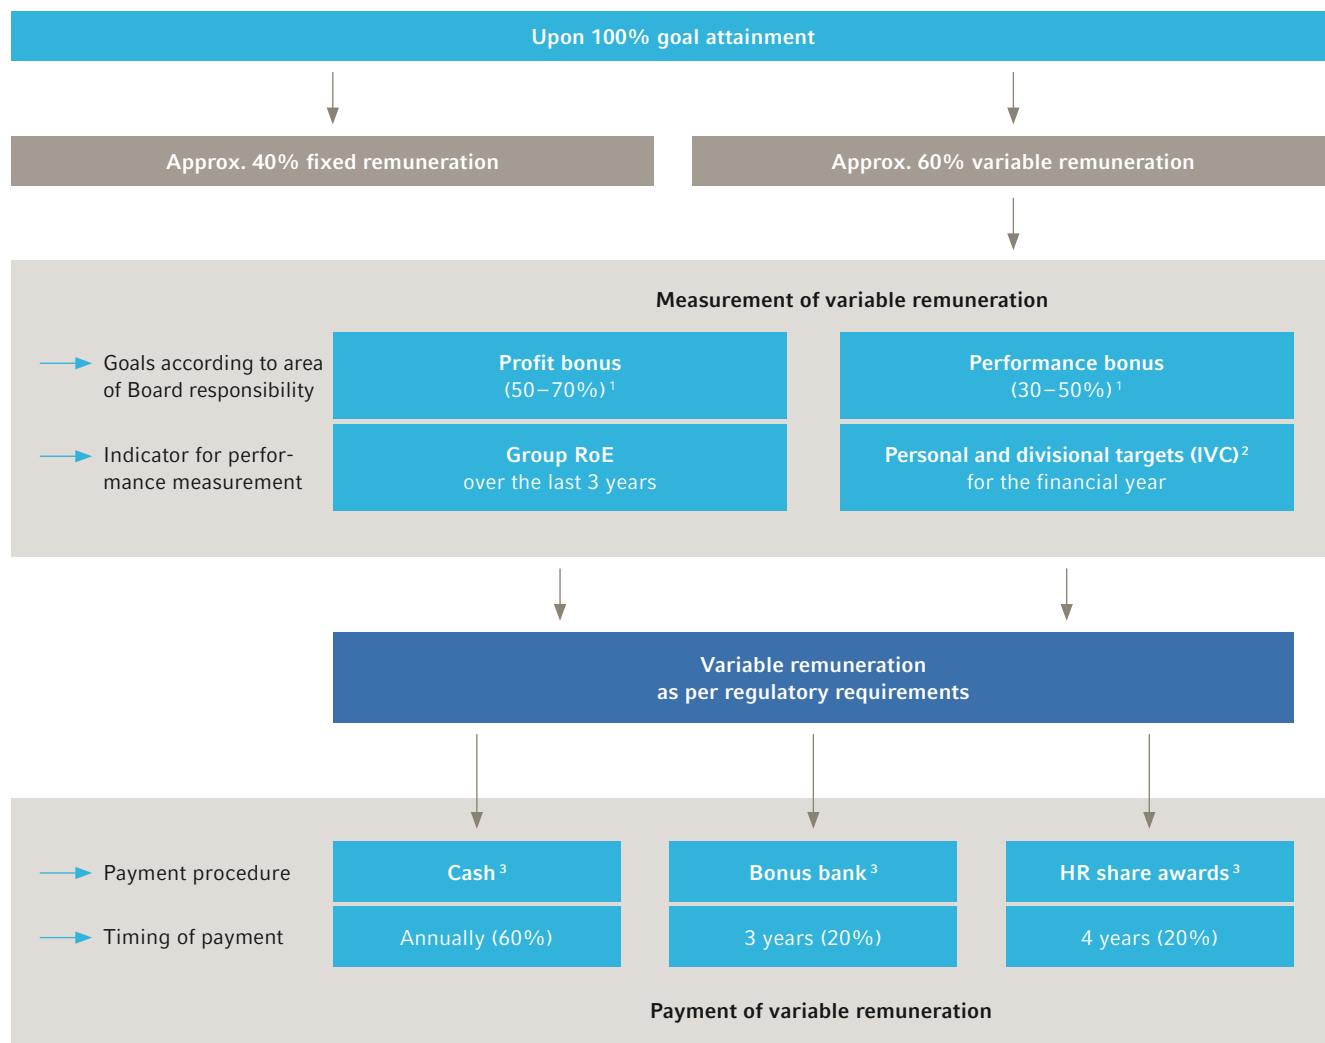 Upon 100% goal attainment
Approx. 40% fixed remuneration
Approx. 60% variable remuneration
Measurement of variable remuneration
Goals according to area
of Board responsibility
Profit bonus
(50–70%) ¹
Performance bonus
(30–50%) ¹
Indicator for perfor-
mance measurement
Group RoE
over the last 3 years
Personal and divisional targets (IVC) ²
for the financial year
Variable remuneration
as per regulatory requirements
Payment procedure
Cash ³
Bonus bank ³
HR share awards ³
Timing of payment
Annually (60%)
3 years (20%)
4 years (20%)
Payment of variable remuneration